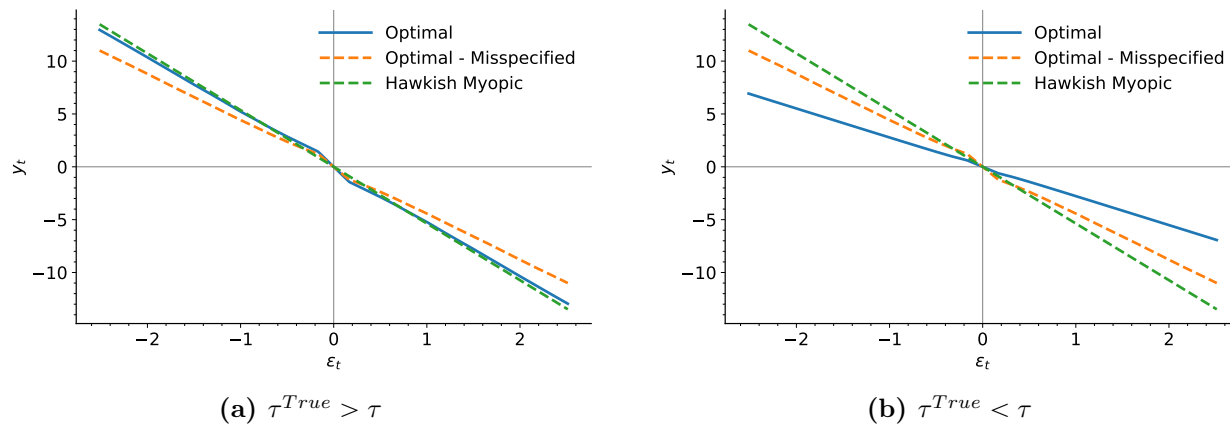 Optimal
Optimal - Misspecified
Hawkish Myopic
10
5
0
−5
−10
y_t
−2
−1
0
1
2
ε_t
(a) τ^{True} > τ
Optimal
Optimal - Misspecified
Hawkish Myopic
10
5
0
−5
−10
y_t
−2
−1
0
1
2
ε_t
(b) τ^{True} < τ